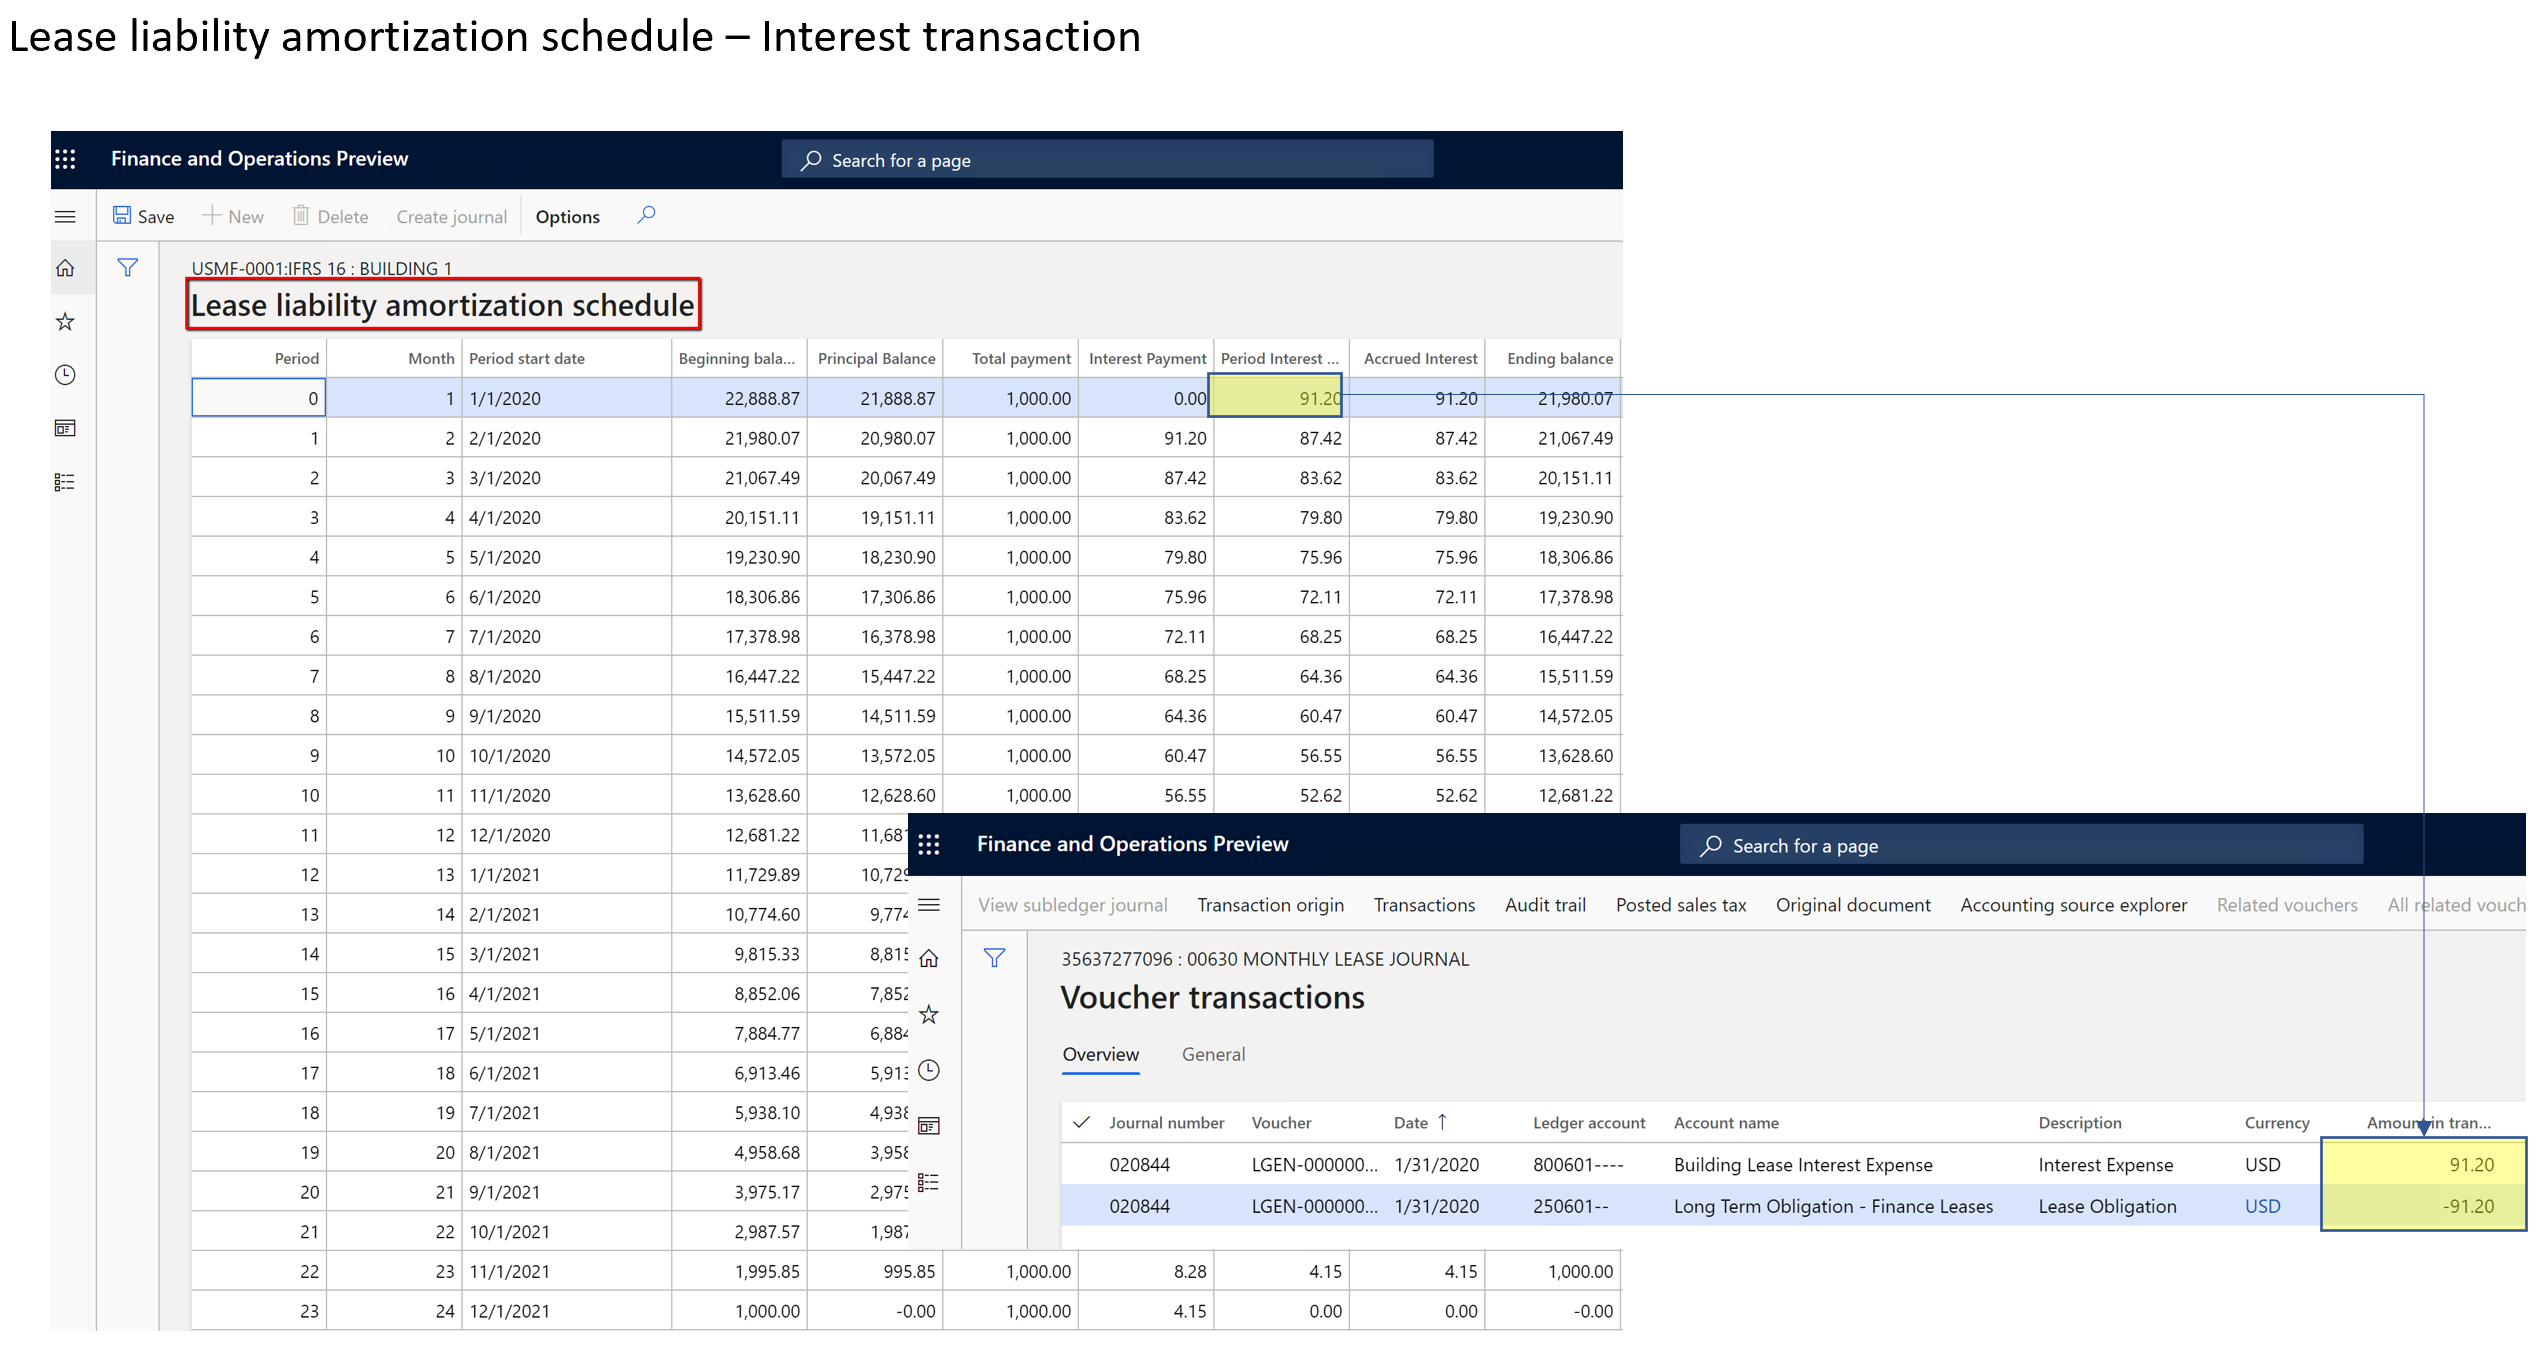 Lease liability amortization schedule – Interest transaction
Finance and Operations Preview
Search for a page
Save New Delete Create journal Options
USMF-0001:IFRS 16 : BUILDING 1
Lease liability amortization schedule
Period Month Period start date Beginning bala... Principal Balance Total payment Interest Payment Period Interest ... Accrued Interest Ending balance
0 1 1/1/2020 22,888.87 21,888.87 1,000.00 0.00 91.20 91.20 21,980.07
1 2 2/1/2020 21,980.07 20,980.07 1,000.00 91.20 87.42 87.42 21,067.49
2 3 3/1/2020 21,067.49 20,067.49 1,000.00 87.42 83.62 83.62 20,151.11
3 4 4/1/2020 20,151.11 19,151.11 1,000.00 83.62 79.80 79.80 19,230.90
4 5 5/1/2020 19,230.90 18,230.90 1,000.00 79.80 75.96 75.96 18,306.86
5 6 6/1/2020 18,306.86 17,306.86 1,000.00 75.96 72.11 72.11 17,378.98
6 7 7/1/2020 17,378.98 16,378.98 1,000.00 72.11 68.25 68.25 16,447.22
7 8 8/1/2020 16,447.22 15,447.22 1,000.00 68.25 64.36 64.36 15,511.59
8 9 9/1/2020 15,511.59 14,511.59 1,000.00 64.36 60.47 60.47 14,572.05
9 10 10/1/2020 14,572.05 13,572.05 1,000.00 60.47 56.55 56.55 13,628.60
10 11 11/1/2020 13,628.60 12,628.60 1,000.00 56.55 52.62 52.62 12,681.22
11 12 12/1/2020 12,681.22 11,681
12 13 1/1/2021 11,729.89 10,729
13 14 2/1/2021 10,774.60 9,774
14 15 3/1/2021 9,815.33 8,815
15 16 4/1/2021 8,852.06 7,852
16 17 5/1/2021 7,884.77 6,884
17 18 6/1/2021 6,913.46 5,913
18 19 7/1/2021 5,938.10 4,938
19 20 8/1/2021 4,958.68 3,958
20 21 9/1/2021 3,975.17 2,975
21 22 10/1/2021 2,987.57 1,987
22 23 11/1/2021 1,995.85 995.85 1,000.00 8.28 4.15 4.15 1,000.00
23 24 12/1/2021 1,000.00 -0.00 1,000.00 4.15 0.00 0.00 -0.00
Finance and Operations Preview
Search for a page
View subledger journal Transaction origin Transactions Audit trail Posted sales tax Original document Accounting source explorer Related vouchers All related vouch
35637277096 : 00630 MONTHLY LEASE JOURNAL
Voucher transactions
Overview General
Journal number Voucher Date Ledger account Account name Description Currency Amount in tran...
020844 LGEN-000000... 1/31/2020 800601---- Building Lease Interest Expense Interest Expense USD 91.20
020844 LGEN-000000... 1/31/2020 250601-- Long Term Obligation - Finance Leases Lease Obligation USD -91.20